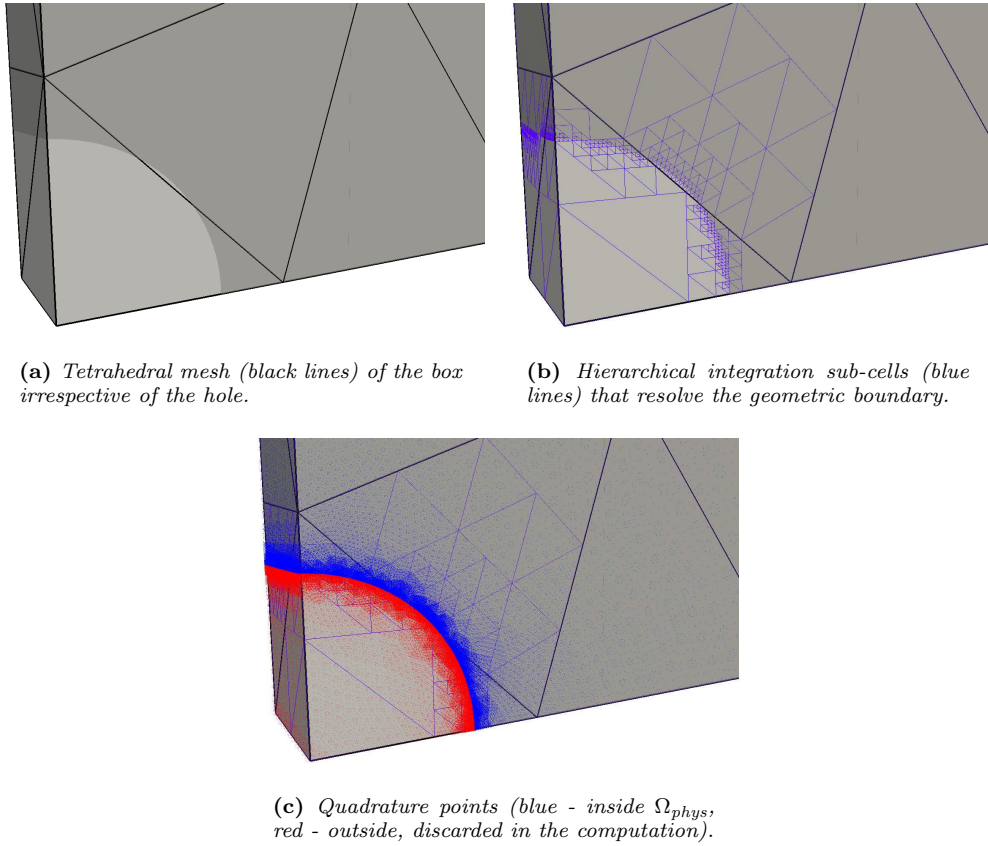 (a) Tetrahedral mesh (black lines) of the box
irrespective of the hole.
(b) Hierarchical integration sub-cells (blue
lines) that resolve the geometric boundary.
(c) Quadrature points (blue - inside Ω_phys,
red - outside, discarded in the computation).